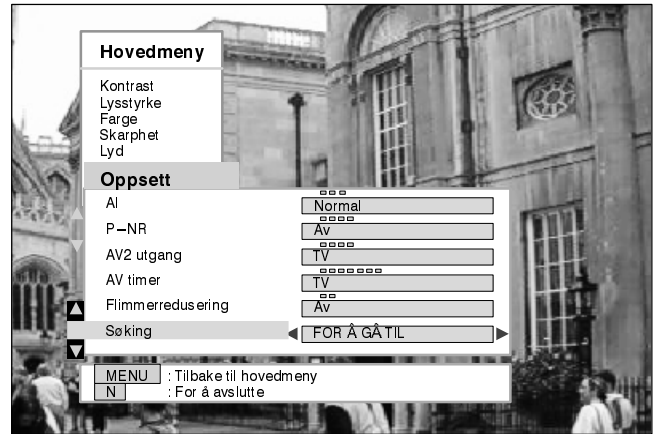 Hovedmeny
Kontrast
Lysstyrke
Farge
Skarphet
Lyd
Oppsett
AI Normal
P–NR Av
AV2 utgang TV
AV timer TV
Flimmerredusering Av
Søking FOR Â GÂ TIL
MENU : Tilbake til hovedmeny
N : For å avslutte